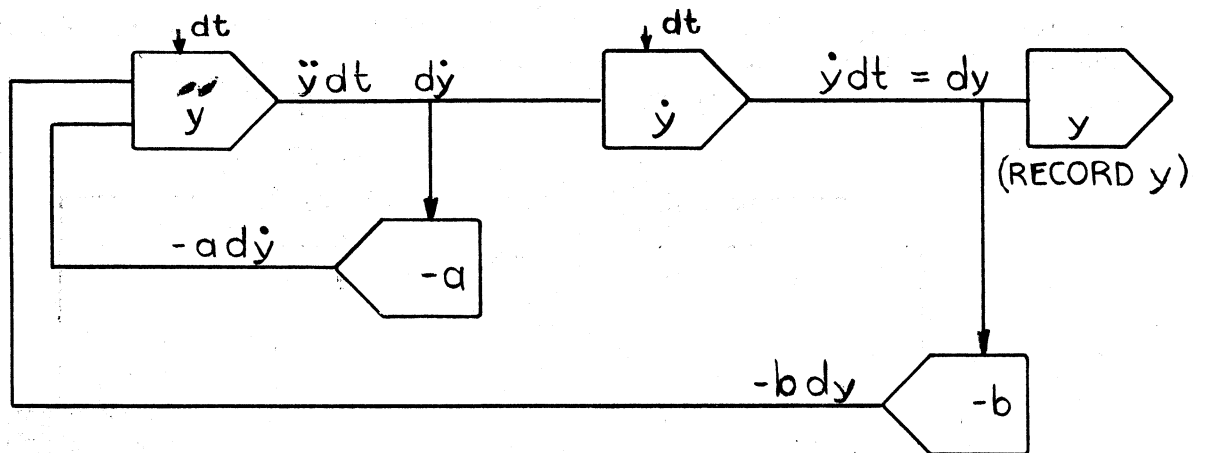 dt
dt
ÿdt dẏ
ẏdt = dy
ÿ
ẏ
y
(RECORD y)
-adẏ
-a
-bdy
-b